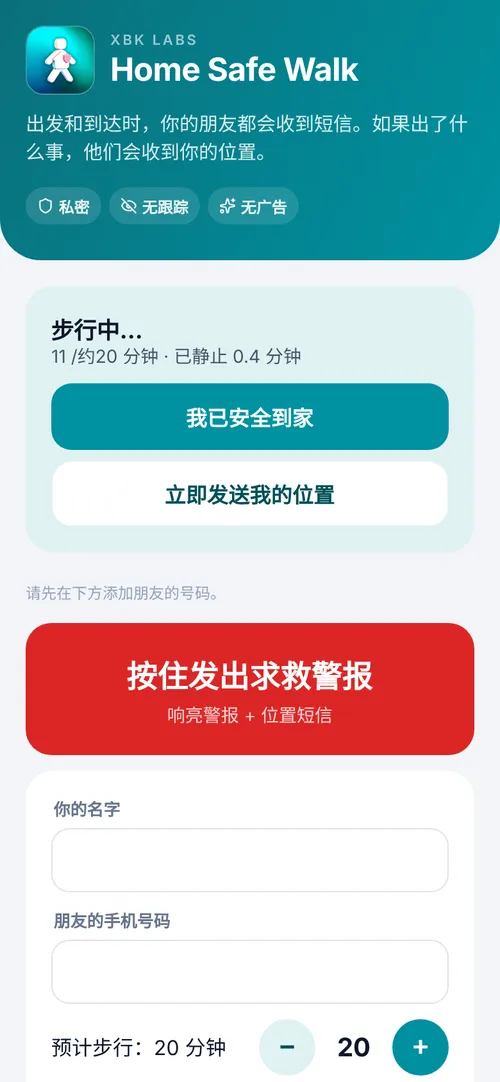 XBK LABS
Home Safe Walk
出发和到达时，你的朋友都会收到短信。如果出了什
么事，他们会收到你的位置。
私密 无跟踪 无广告
步行中…
11 /约20 分钟 · 已静止 0.4 分钟
我已安全到家
立即发送我的位置
请先在下方添加朋友的号码。
按住发出求救警报
响亮警报 + 位置短信
你的名字
朋友的手机号码
预计步行：20 分钟 − 20 +